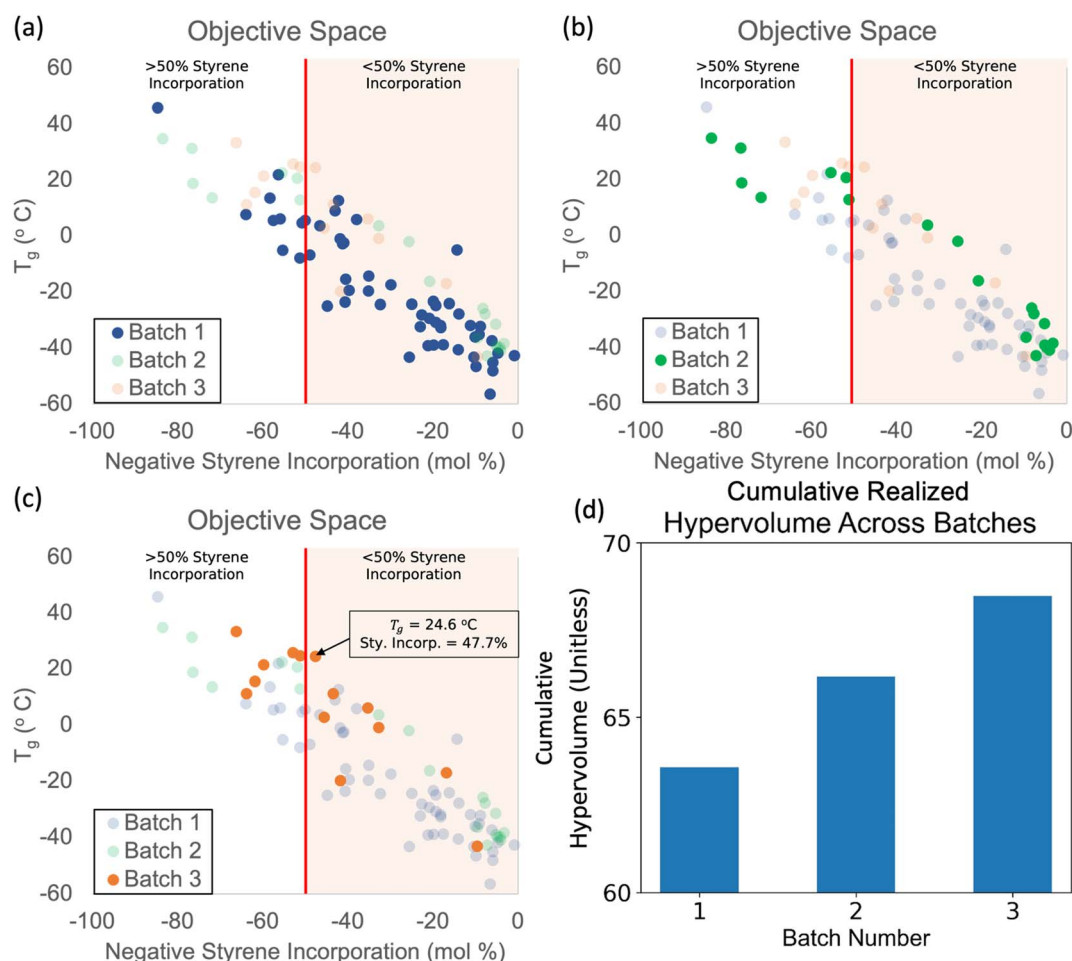 (a)
Objective Space
>50% Styrene
Incorporation
<50% Styrene
Incorporation
60
40
20
0
-20
-40
-60
T_g (° C)
Batch 1
Batch 2
Batch 3
-100 -80 -60 -40 -20 0
Negative Styrene Incorporation (mol %)
(b)
Objective Space
>50% Styrene
Incorporation
<50% Styrene
Incorporation
60
40
20
0
-20
-40
-60
T_g (° C)
Batch 1
Batch 2
Batch 3
-100 -80 -60 -40 -20 0
Negative Styrene Incorporation (mol %)
(c)
Objective Space
>50% Styrene
Incorporation
<50% Styrene
Incorporation
T_g = 24.6 °C
Sty. Incorp. = 47.7%
60
40
20
0
-20
-40
-60
T_g (° C)
Batch 1
Batch 2
Batch 3
-100 -80 -60 -40 -20 0
Negative Styrene Incorporation (mol %)
(d)
Cumulative Realized
Hypervolume Across Batches
70
65
60
Cumulative
Hypervolume (Unitless)
1 2 3
Batch Number